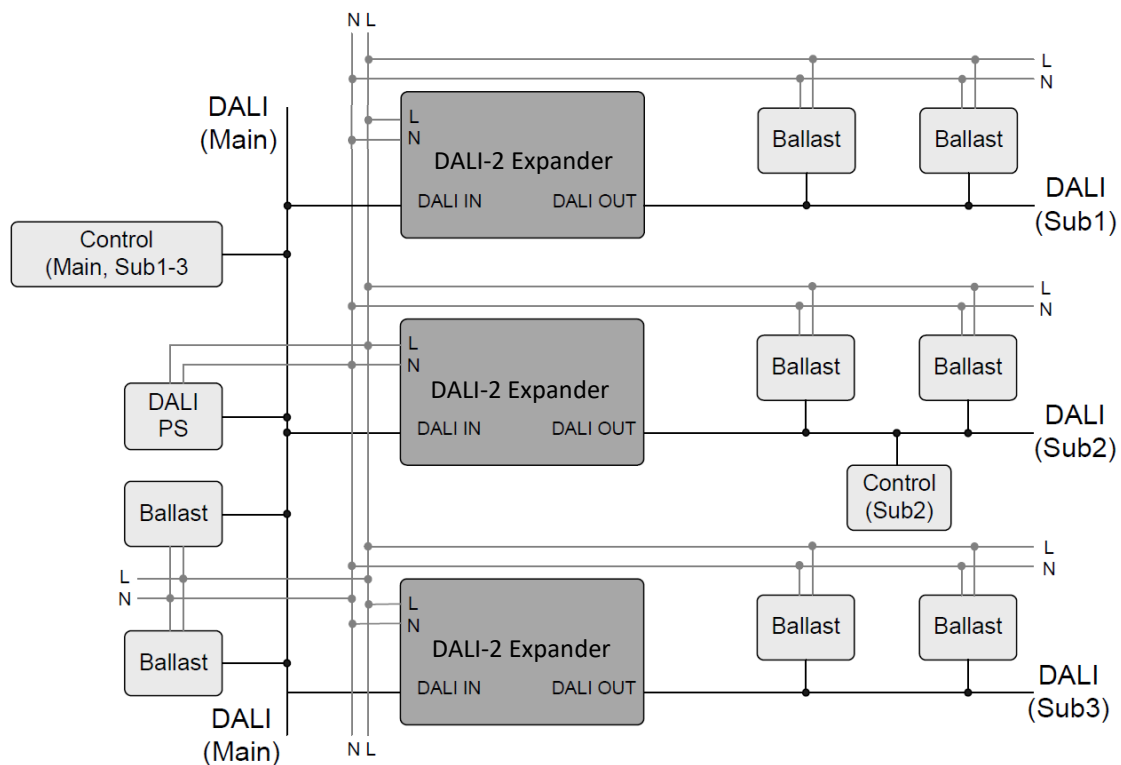 N L
L
N
DALI
(Main)
L
N
DALI-2 Expander
DALI IN
DALI OUT
Ballast
Ballast
DALI
(Sub1)
Control
(Main, Sub1-3
L
N
L
N
DALI-2 Expander
DALI IN
DALI OUT
Ballast
Ballast
DALI
(Sub2)
DALI
PS
Control
(Sub2)
Ballast
L
N
Ballast
L
N
L
N
DALI-2 Expander
DALI IN
DALI OUT
Ballast
Ballast
DALI
(Sub3)
DALI
(Main)
N L